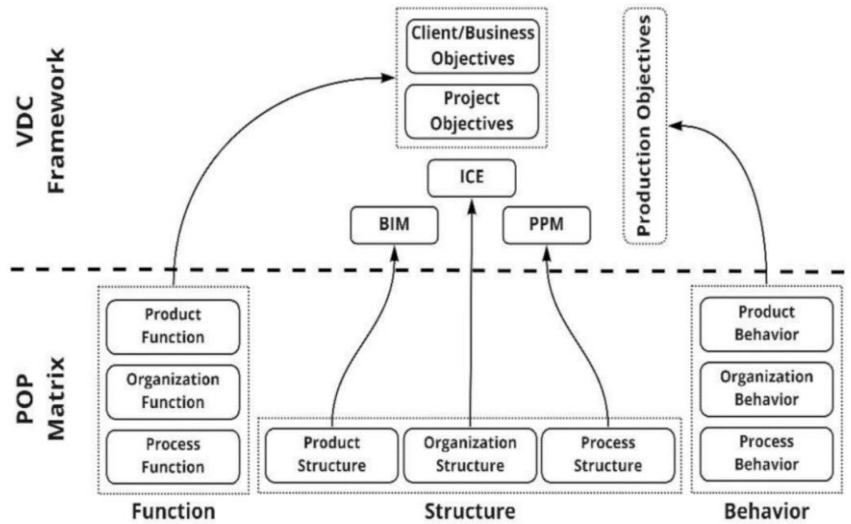 VDC
Framework
Client/Business
Objectives
Project
Objectives
Production Objectives
ICE
BIM
PPM
POP
Matrix
Product
Function
Organization
Function
Process
Function
Product
Structure
Organization
Structure
Process
Structure
Product
Behavior
Organization
Behavior
Process
Behavior
Function
Structure
Behavior